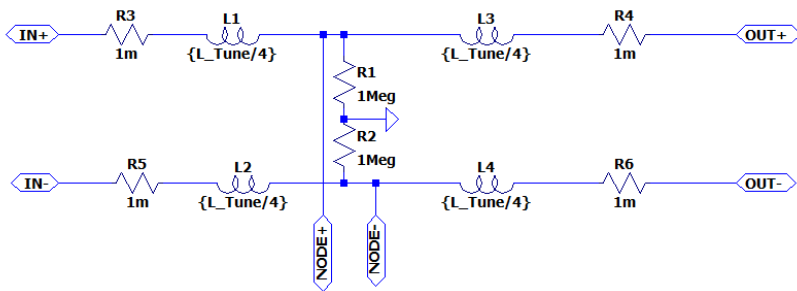 R3
L1
L3
R4
IN+
OUT+
1m
{L_Tune/4}
{L_Tune/4}
1m
R1
1Meg
R2
1Meg
R5
L2
L4
R6
IN-
OUT-
1m
{L_Tune/4}
{L_Tune/4}
1m
NODE+
NODE-